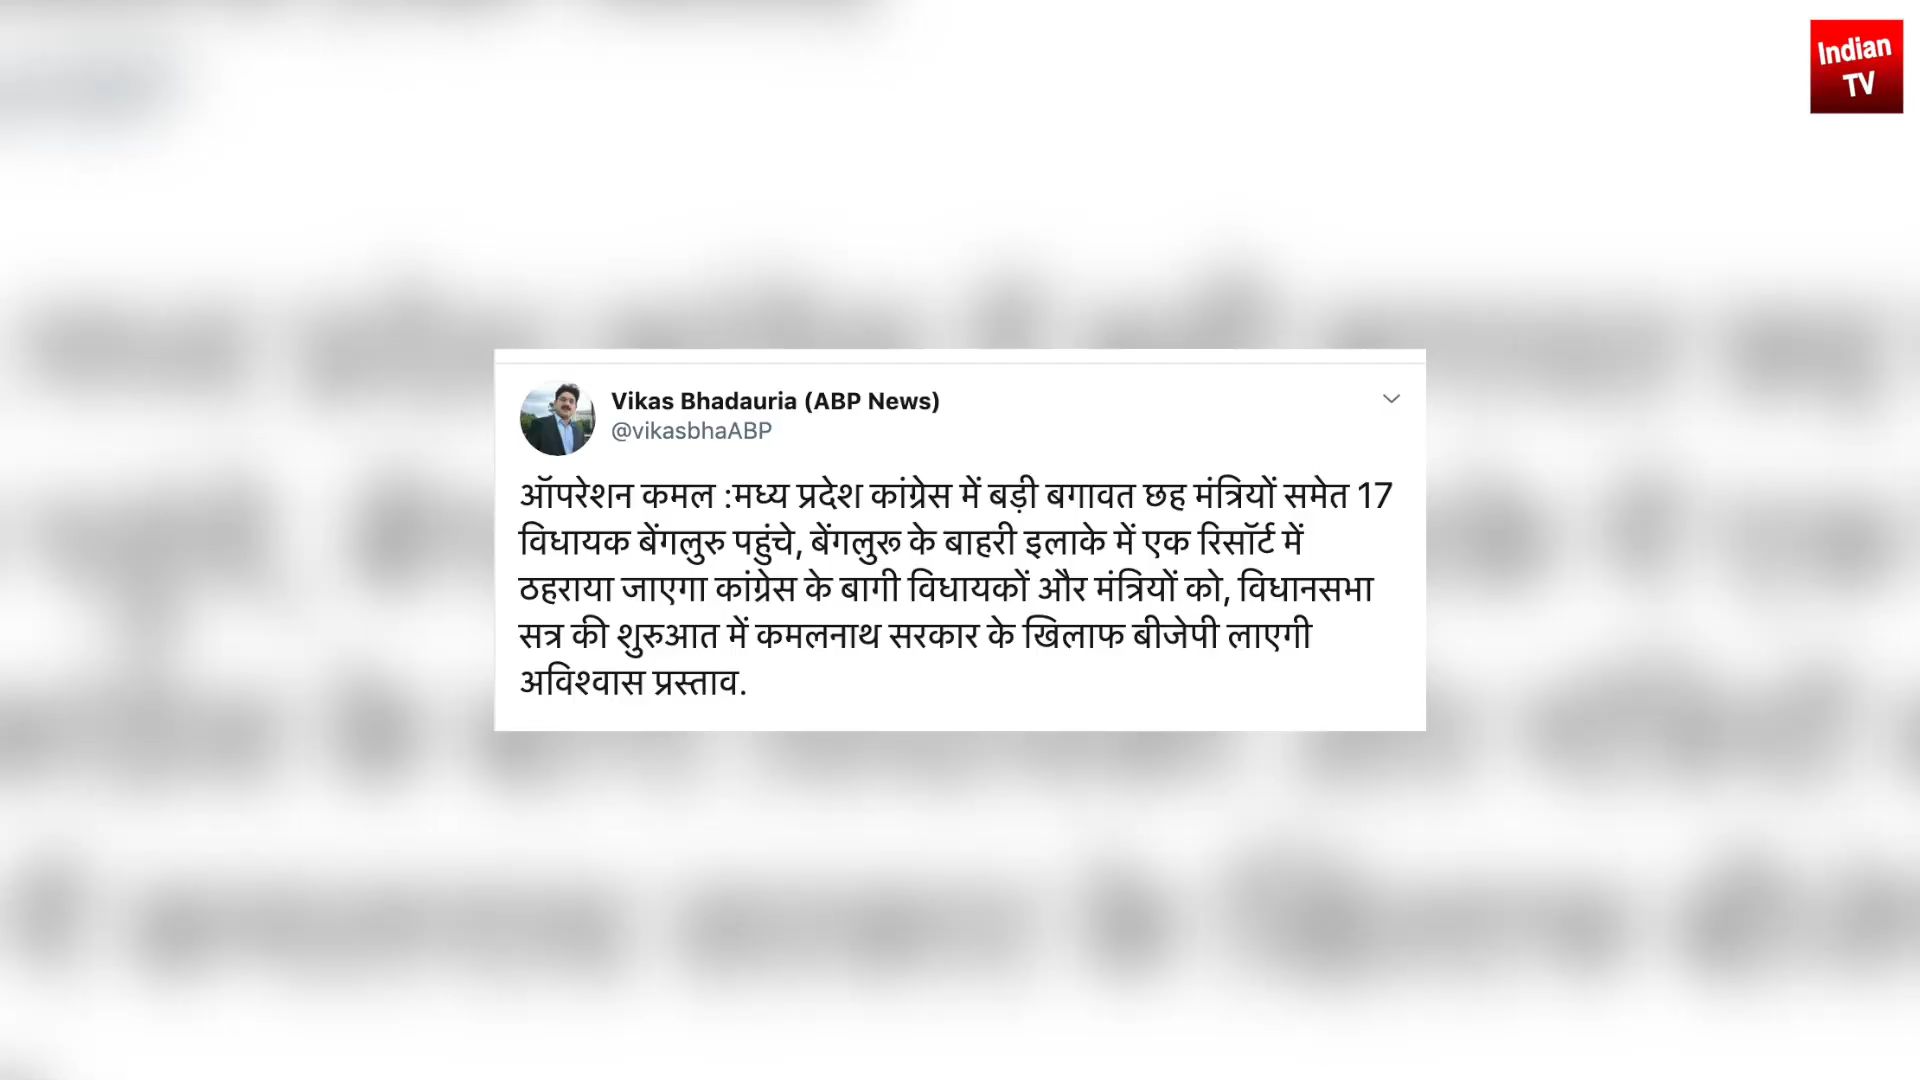 Indian
TV
Vikas Bhadauria (ABP News)
@vikasbhaABP
ऑपरेशन कमल :मध्य प्रदेश कांग्रेस में बड़ी बगावत छह मंत्रियों समेत 17
विधायक बेंगलुरु पहुंचे, बेंगलुरू के बाहरी इलाके में एक रिसॉर्ट में
ठहराया जाएगा कांग्रेस के बागी विधायकों और मंत्रियों को, विधानसभा
सत्र की शुरुआत में कमलनाथ सरकार के खिलाफ बीजेपी लाएगी
अविश्वास प्रस्ताव.